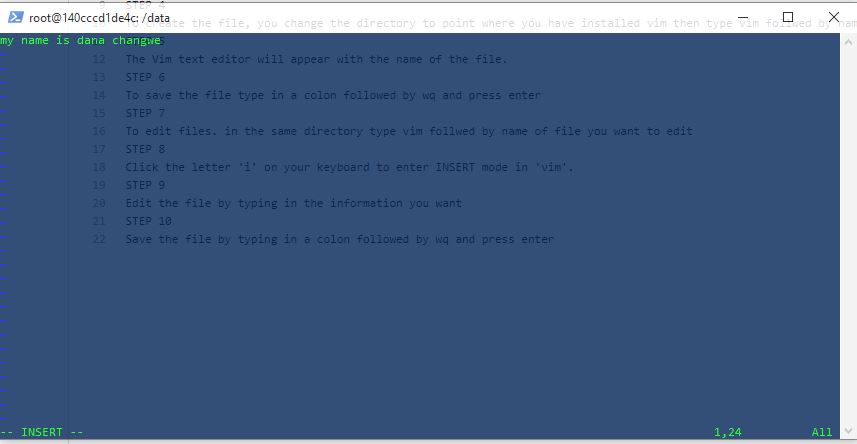 9 STEP 4
root@140cccd1de4c: /data
To create the file, you change the directory to point where you have installed vim then type vim follwed by nam
my name is dana changwe
12 The Vim text editor will appear with the name of the file.
13 STEP 6
14 To save the file type in a colon followed by wq and press enter
15 STEP 7
16 To edit files. in the same directory type vim follwed by name of file you want to edit
17 STEP 8
18 Click the letter 'i' on your keyboard to enter INSERT mode in 'vim'.
19 STEP 9
20 Edit the file by typing in the information you want
21 STEP 10
22 Save the file by typing in a colon followed by wq and press enter
-- INSERT -- 1,24 All